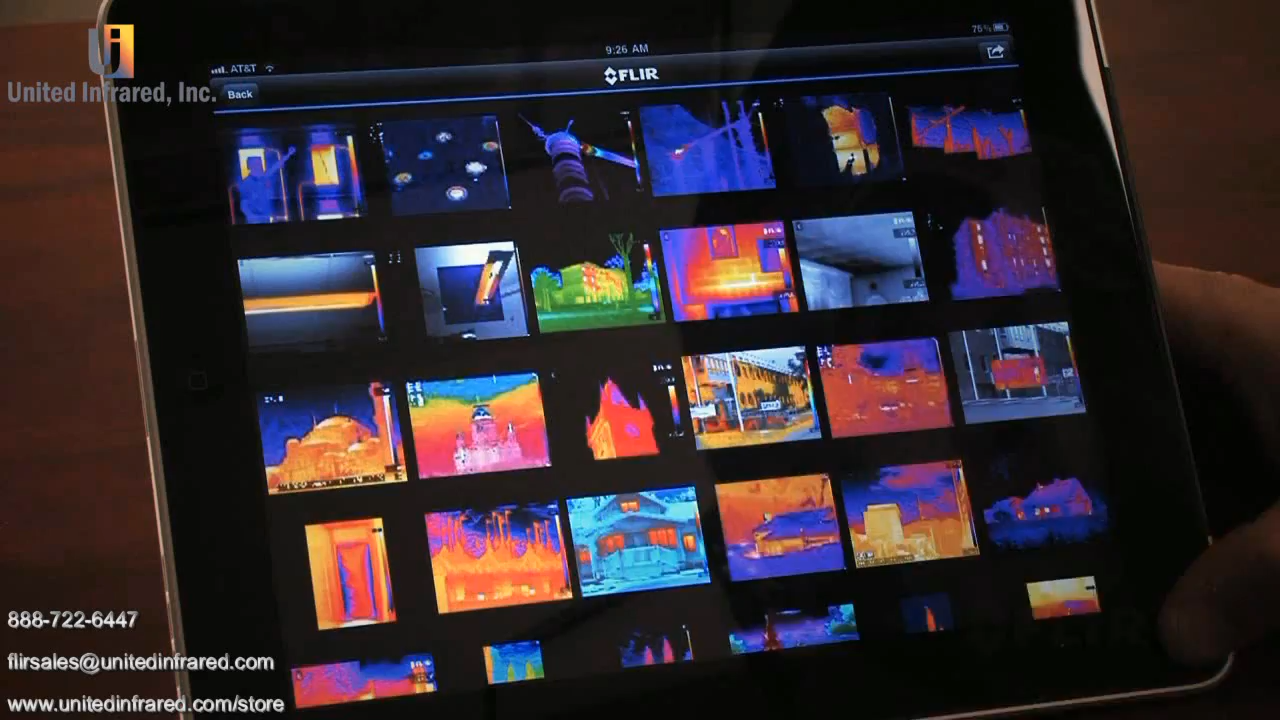 Ui
United Infrared, Inc.
AT&T
9:26 AM
75%
Back
FLIR
888-722-6447
flirsales@unitedinfrared.com
www.unitedinfrared.com/store